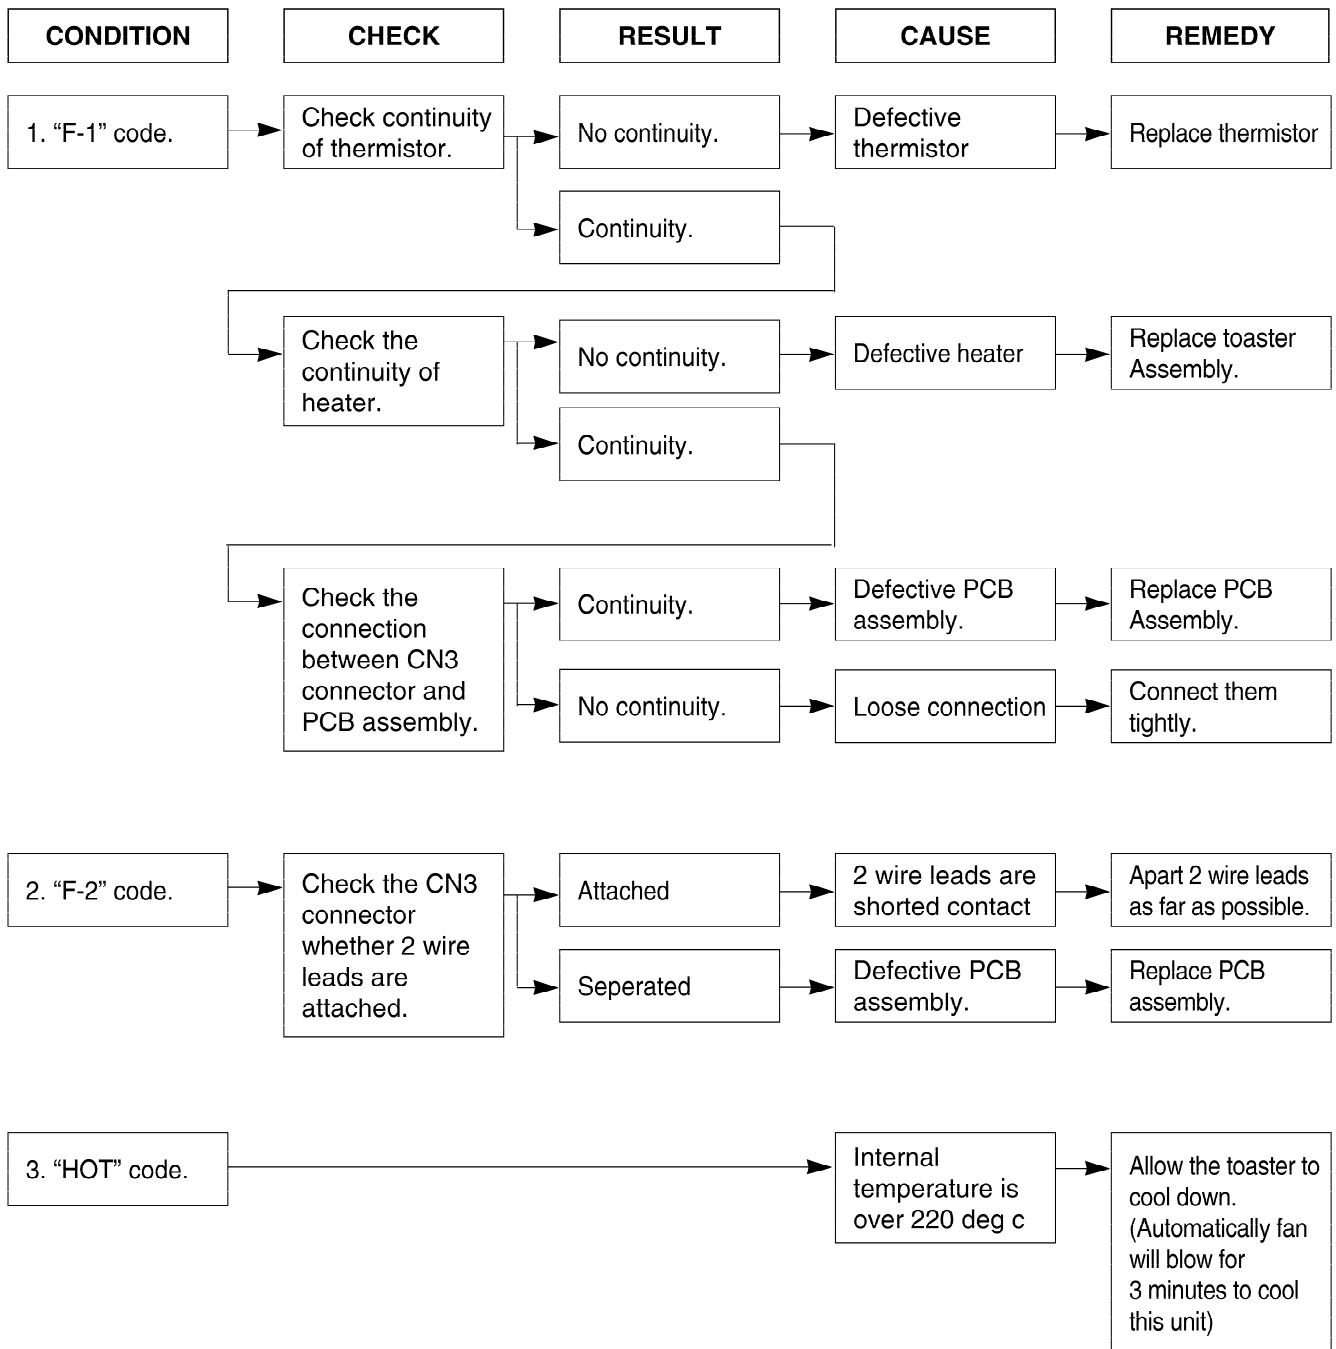 CONDITION
CHECK
RESULT
CAUSE
REMEDY
1. “F-1” code.
Check continuity
of thermistor.
No continuity.
Defective
thermistor
Replace thermistor
Continuity.
Check the
continuity of
heater.
No continuity.
Defective heater
Replace toaster
Assembly.
Continuity.
Check the
connection
between CN3
connector and
PCB assembly.
Continuity.
Defective PCB
assembly.
Replace PCB
Assembly.
No continuity.
Loose connection
Connect them
tightly.
2. “F-2” code.
Check the CN3
connector
whether 2 wire
leads are
attached.
Attached
2 wire leads are
shorted contact
Apart 2 wire leads
as far as possible.
Seperated
Defective PCB
assembly.
Replace PCB
assembly.
3. “HOT” code.
Internal
temperature is
over 220 deg c
Allow the toaster to
cool down.
(Automatically fan
will blow for
3 minutes to cool
this unit)